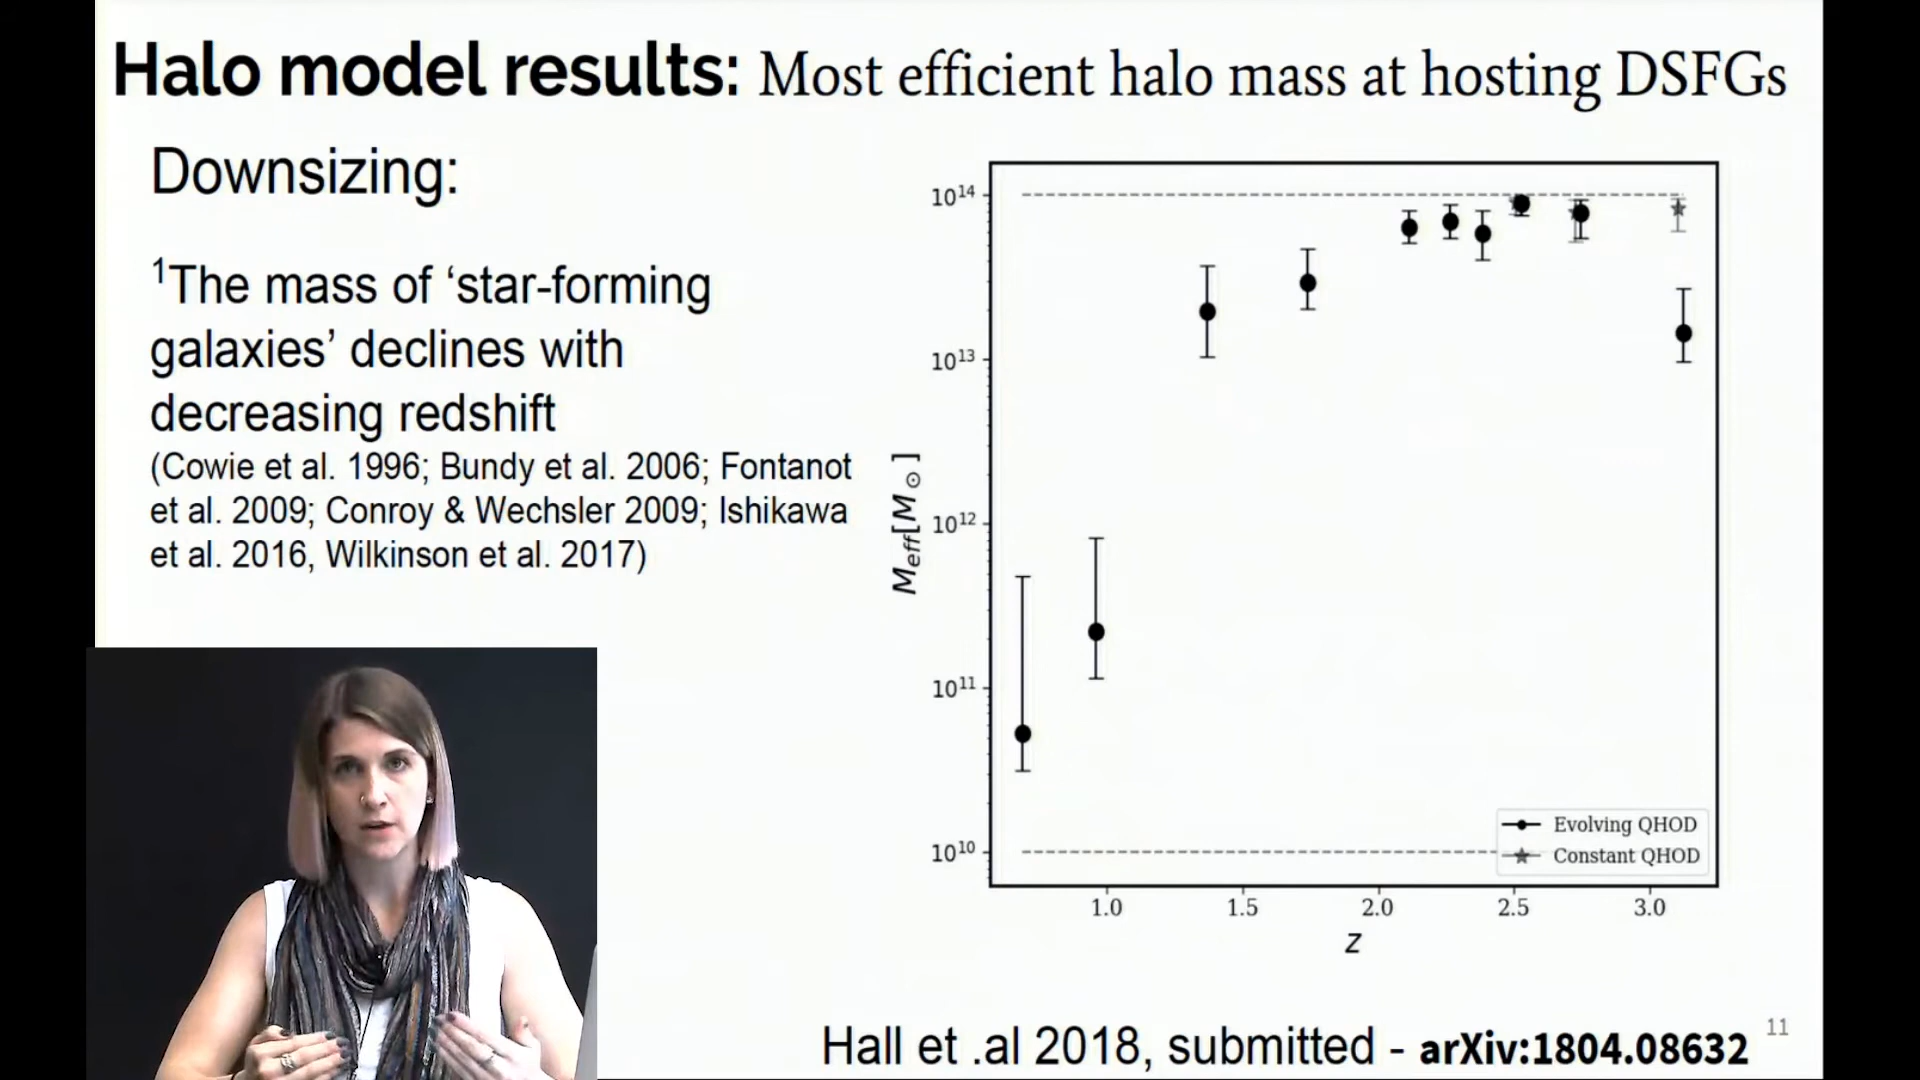 Halo model results: Most efficient halo mass at hosting DSFGs
Downsizing:
¹The mass of ‘star-forming
galaxies’ declines with
decreasing redshift
(Cowie et al. 1996; Bundy et al. 2006; Fontanot
et al. 2009; Conroy & Wechsler 2009; Ishikawa
et al. 2016, Wilkinson et al. 2017)
10¹⁴
10¹³
10¹²
10¹¹
10¹⁰
M_eff[M_⊙]
Evolving QHOD
Constant QHOD
1.0 1.5 2.0 2.5 3.0
z
Hall et .al 2018, submitted - arXiv:1804.08632
11